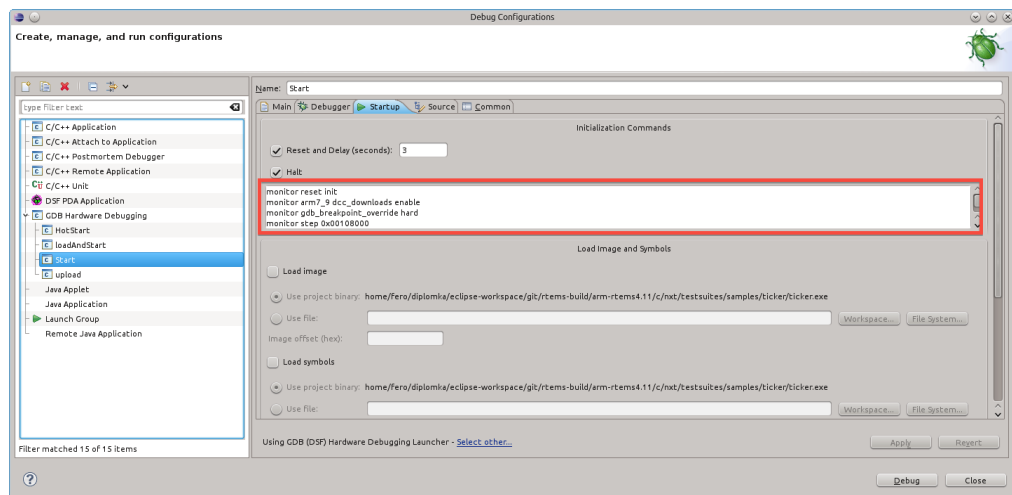 Debug Configurations
Create, manage, and run configurations
type filter text
C/C++ Application
C/C++ Attach to Application
C/C++ Postmortem Debugger
C/C++ Remote Application
C/C++ Unit
DSF PDA Application
GDB Hardware Debugging
HotStart
loadAndStart
Start
upload
Java Applet
Java Application
Launch Group
Remote Java Application
Filter matched 15 of 15 items
Name: Start
Main Debugger Startup Source Common
Initialization Commands
Reset and Delay (seconds): 3
Halt
monitor reset init
monitor arm7_9 dcc_downloads enable
monitor gdb_breakpoint_override hard
monitor step 0x00108000
Load Image and Symbols
Load image
Use project binary: home/fero/diplomka/eclipse-workspace/git/rtems-build/arm-rtems4.11/c/nxt/testsuites/samples/ticker/ticker.exe
Use file: Workspace... File System...
Image offset (hex):
Load symbols
Use project binary: home/fero/diplomka/eclipse-workspace/git/rtems-build/arm-rtems4.11/c/nxt/testsuites/samples/ticker/ticker.exe
Use file: Workspace... File System...
Using GDB (DSF) Hardware Debugging Launcher - Select other...
Apply Revert
? Debug Close